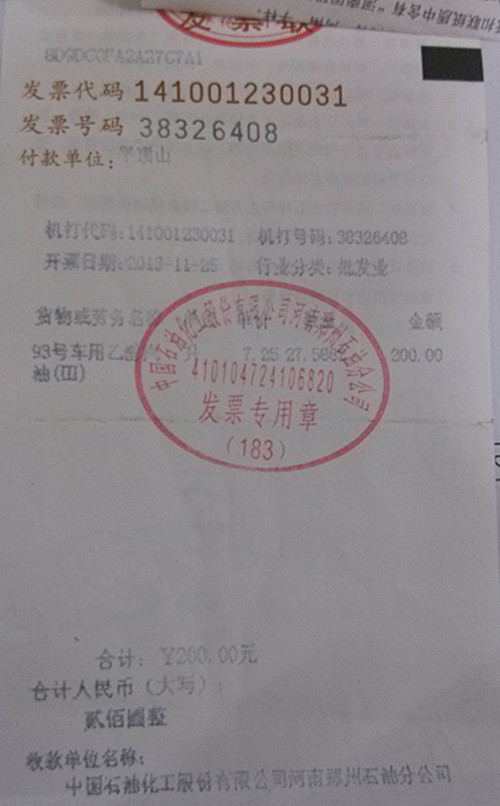 发票
8D9DC0FA2A27C7A1
发票代码 141001230031
发票号码 38326408
付款单位: 平顶山
机打代码:141001230031 机打号码:38326408
开票日期:2013-11-25 行业分类:批发业
货物或劳务名称 单价 金额
93号车用乙醇汽 升 7.25 27.586 200.00
油(III)
中国石油化工股份有限公司河南郑州石油分公司
410104724106820
发票专用章
(183)
合计: ¥200.00元
合计人民币(大写):
贰佰圆整
收款单位名称:
中国石油化工股份有限公司河南郑州石油分公司